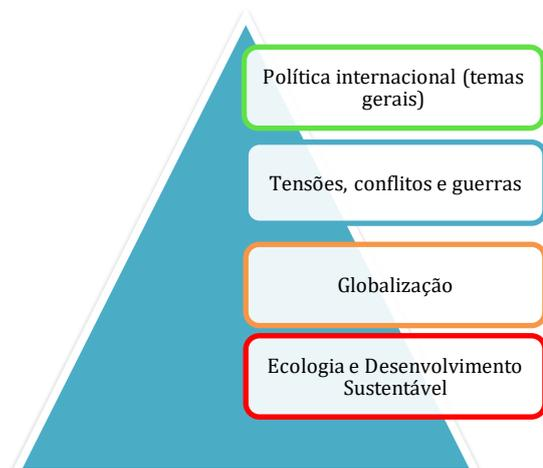 Política internacional (temas
gerais)
Tensões, conflitos e guerras
Globalização
Ecologia e Desenvolvimento
Sustentável